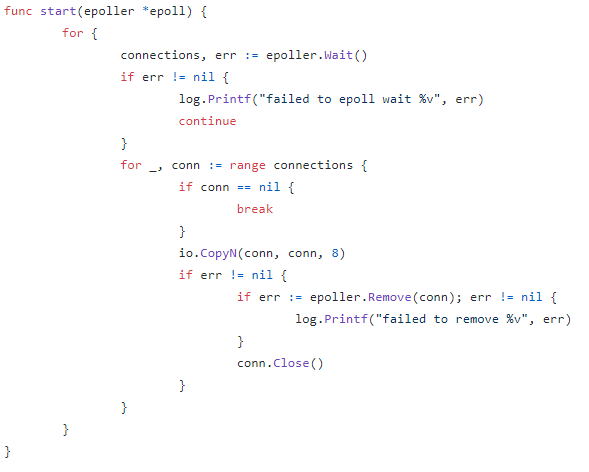 func start(epoller *epoll) {
for {
connections, err := epoller.Wait()
if err != nil {
log.Printf("failed to epoll wait %v", err)
continue
}
for _, conn := range connections {
if conn == nil {
break
}
io.CopyN(conn, conn, 8)
if err != nil {
if err := epoller.Remove(conn); err != nil {
log.Printf("failed to remove %v", err)
}
conn.Close()
}
}
}
}